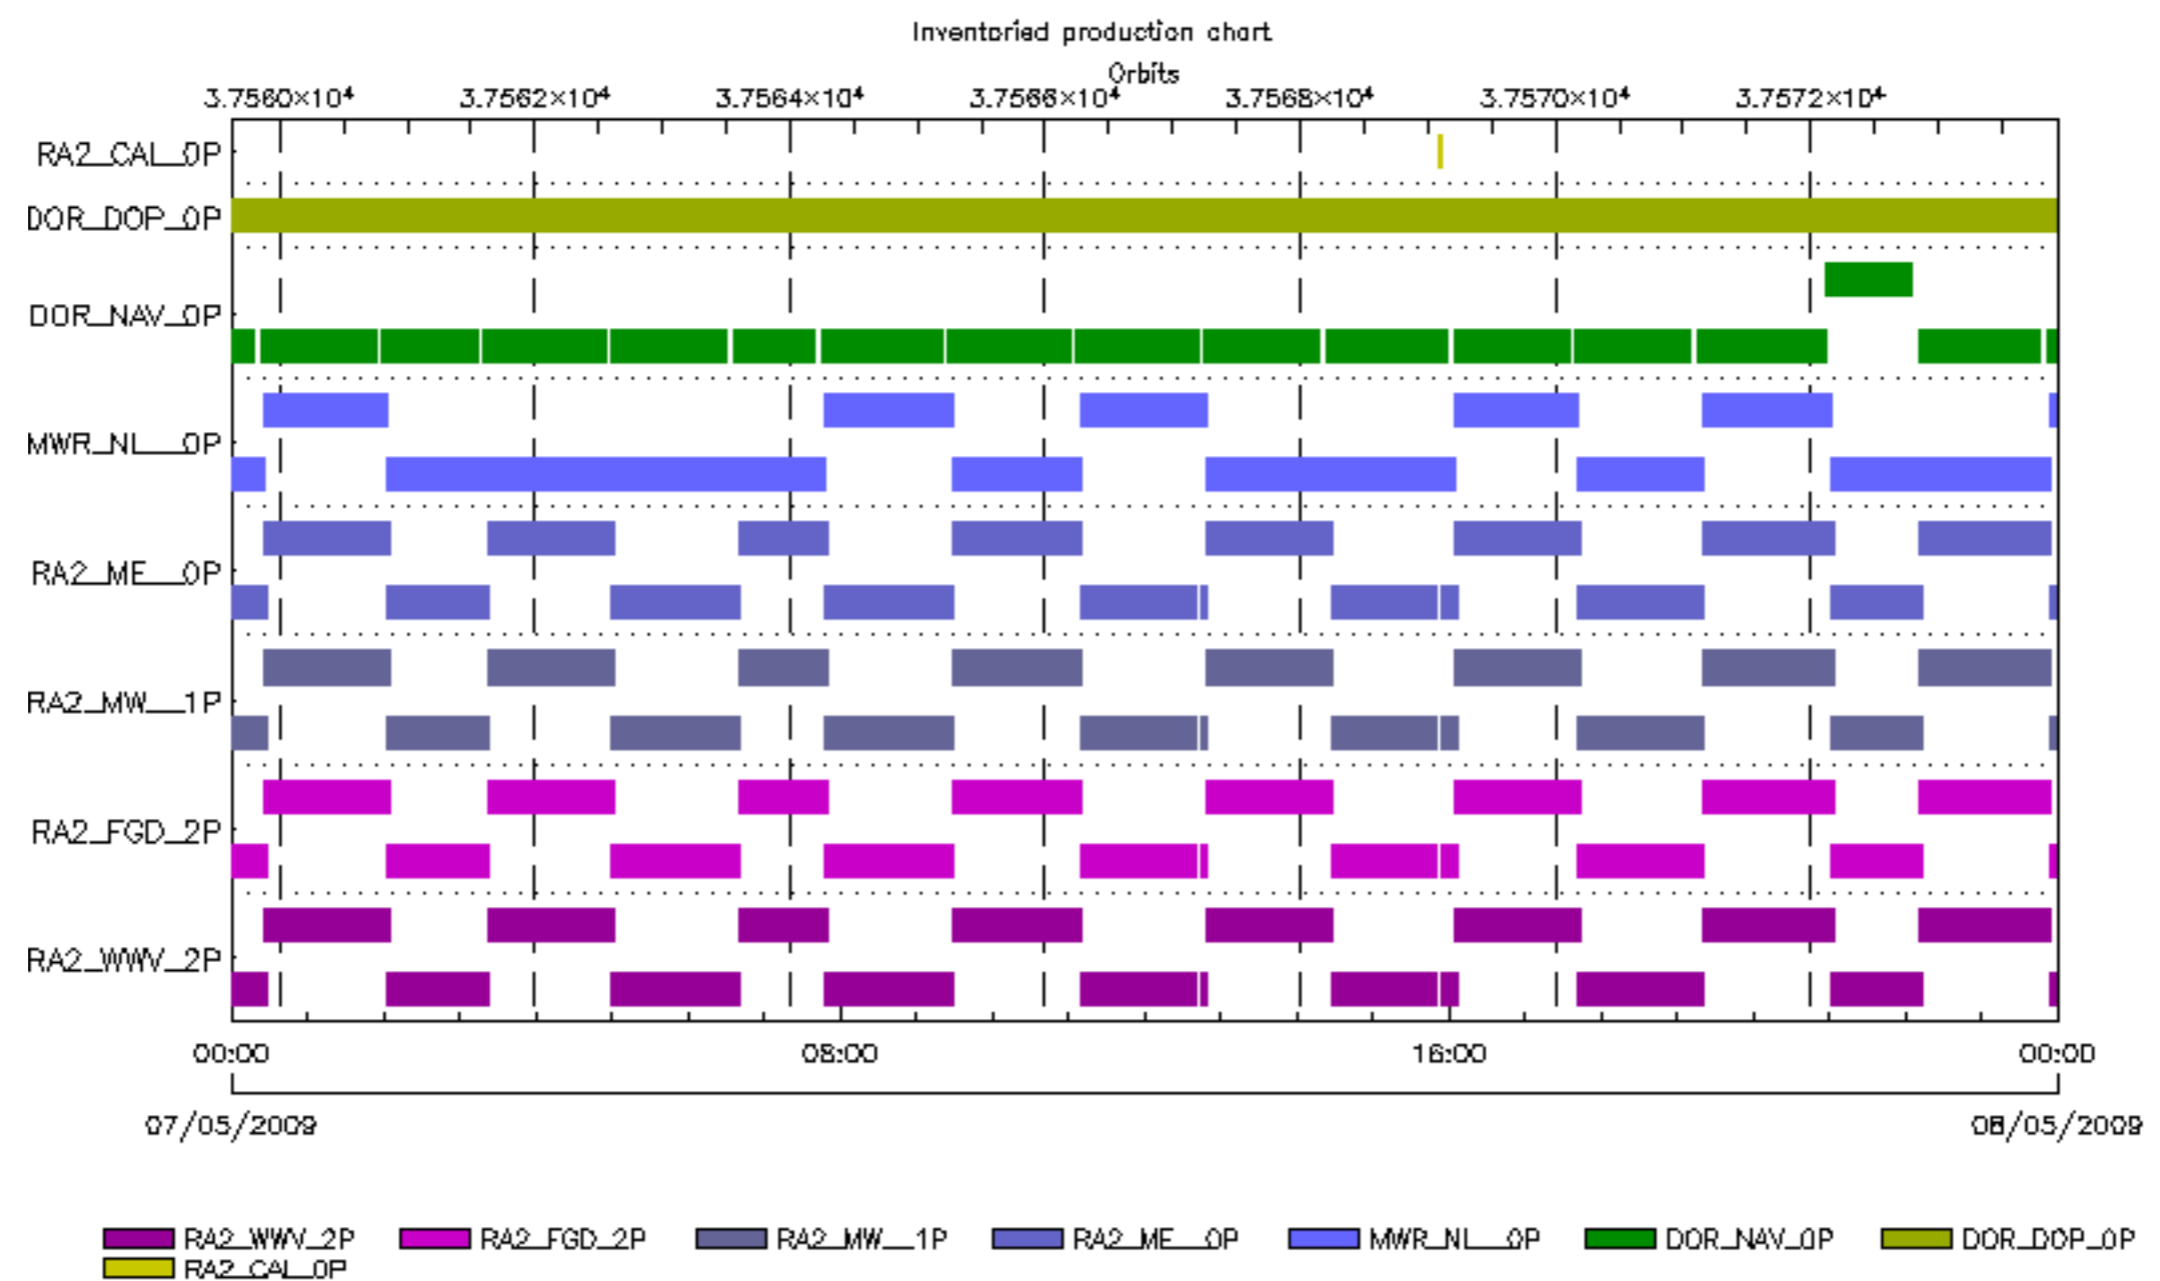 Inventoried production chart
Orbits
3.7560×10⁴ 3.7562×10⁴ 3.7564×10⁴ 3.7566×10⁴ 3.7568×10⁴ 3.7570×10⁴ 3.7572×10⁴
RA2_CAL_0P
DOR_DOP_0P
DOR_NAV_0P
MWR_NL__0P
RA2_ME__0P
RA2_MW__1P
RA2_FGD_2P
RA2_WWV_2P
00:00 08:00 16:00 00:00
07/05/2009 08/05/2009
RA2_WWV_2P RA2_FGD_2P RA2_MW__1P RA2_ME__0P MWR_NL__0P DOR_NAV_0P DOR_DOP_0P
RA2_CAL_0P